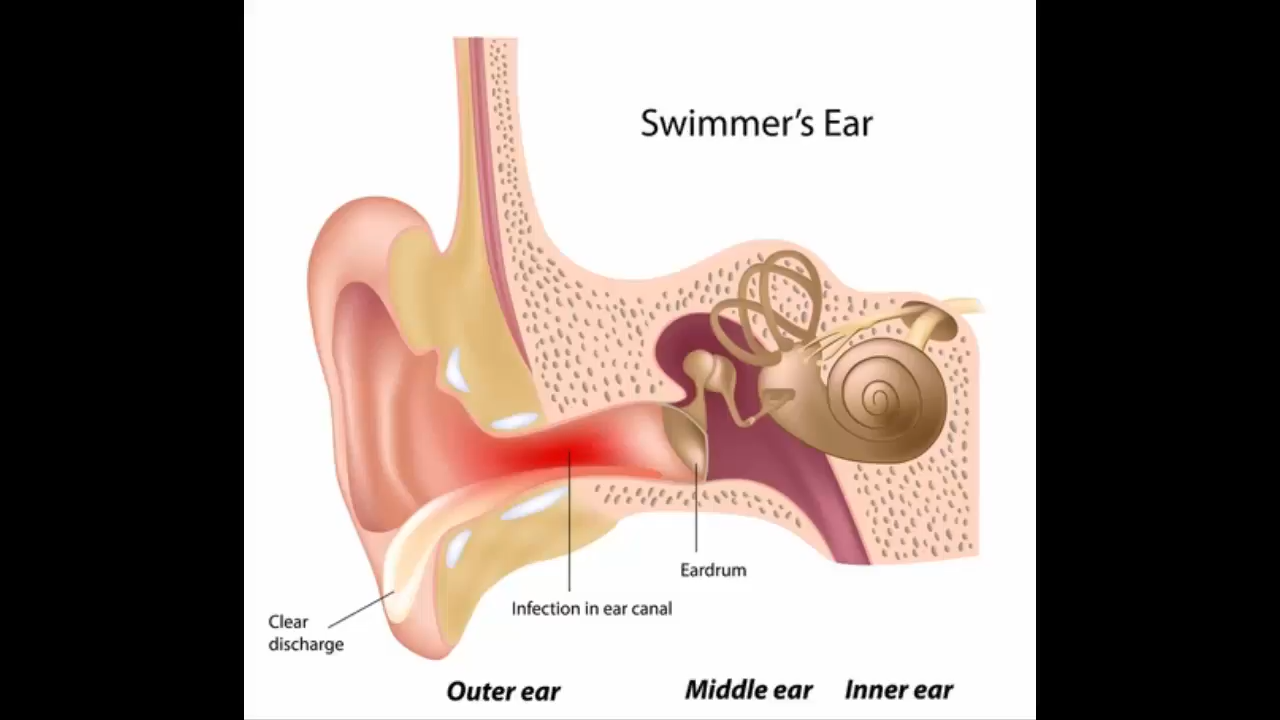 Swimmer’s Ear
Eardrum
Infection in ear canal
Clear
discharge
Outer ear
Middle ear
Inner ear